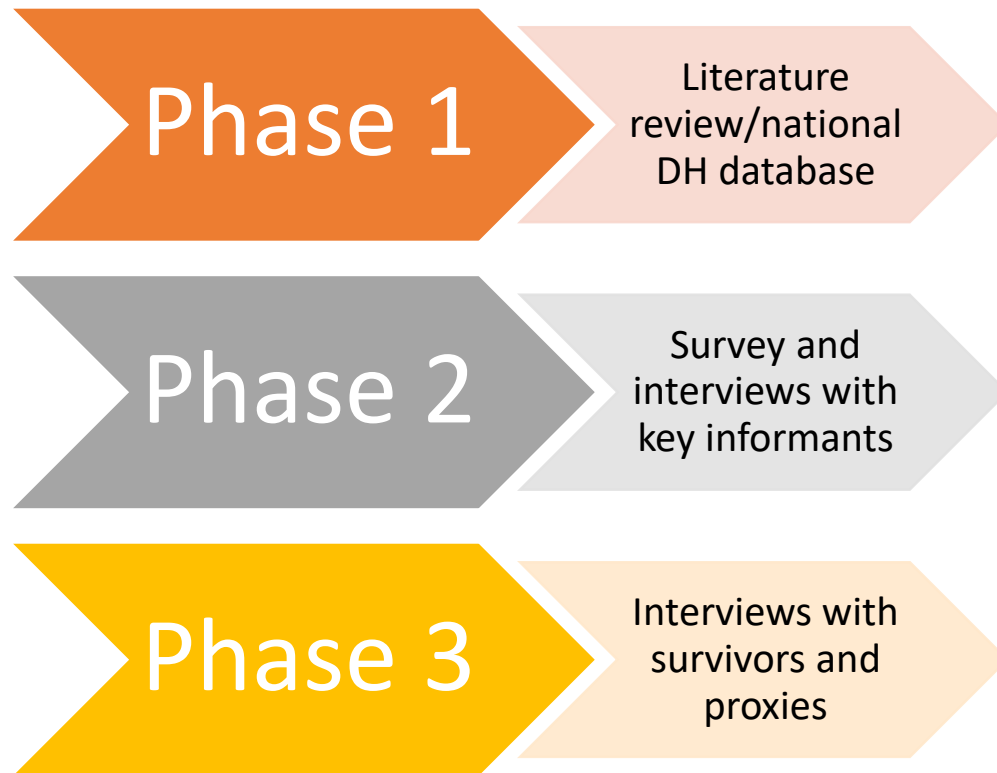 Phase 1
Literature
review/national
DH database
Phase 2
Survey and
interviews with
key informants
Phase 3
Interviews with
survivors and
proxies